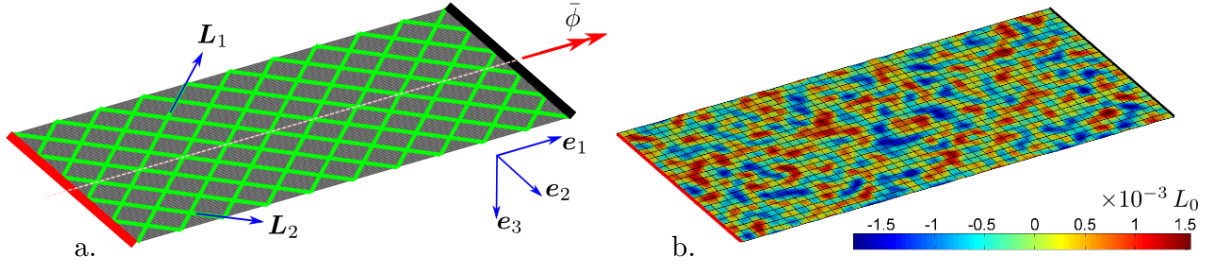 ϕ̄
L₁
e₁
e₂
e₃
L₂
a.
×10⁻³ L₀
-1.5 -1 -0.5 0 0.5 1 1.5
b.